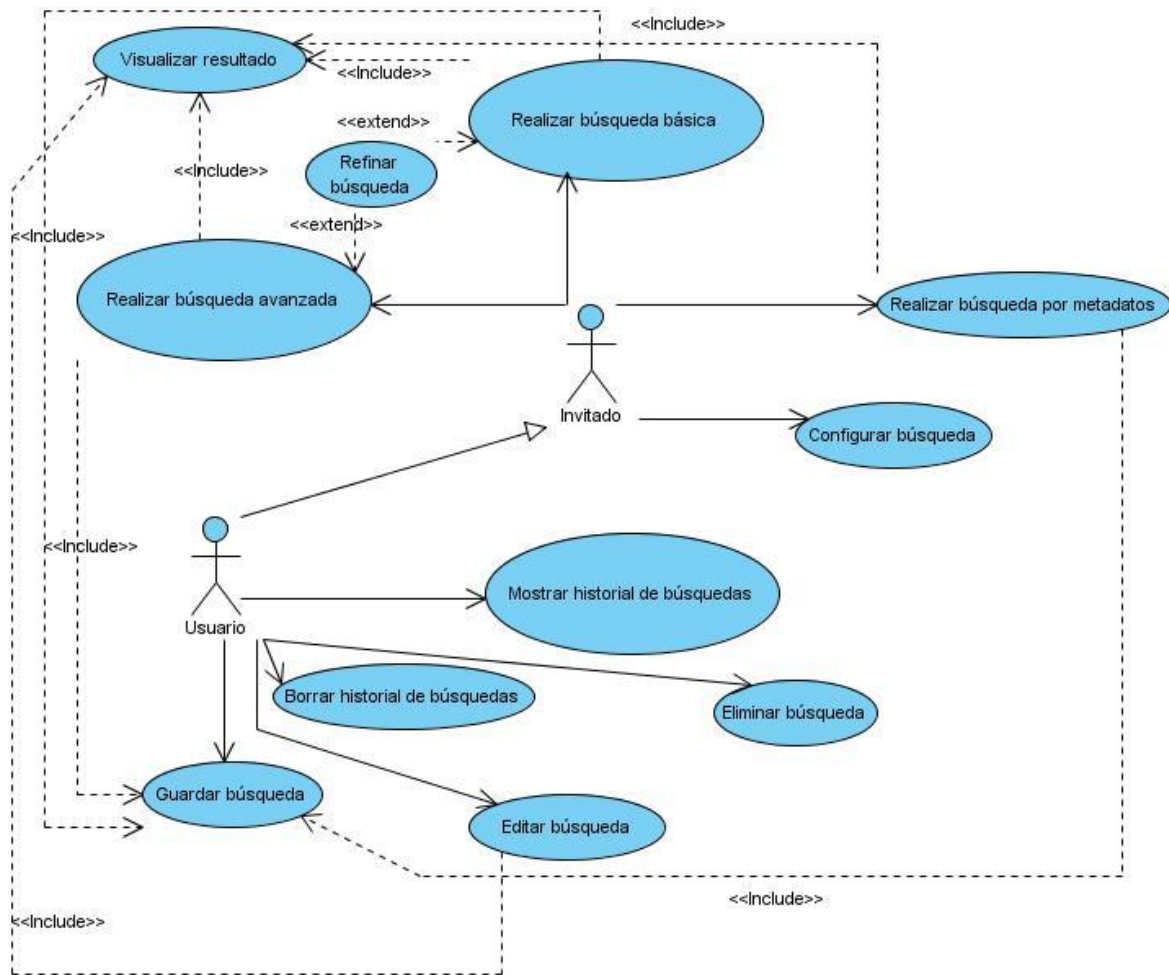 <<Include>>
Visualizar resultado
<<Include>>
<<extend>>
Realizar búsqueda básica
Refinar
búsqueda
<<Include>>
<<extend>>
<<Include>>
Realizar búsqueda avanzada
Realizar búsqueda por metadatos
Invitado
Configurar búsqueda
<<Include>>
Mostrar historial de búsquedas
Usuario
Borrar historial de búsquedas
Eliminar búsqueda
Guardar búsqueda
Editar búsqueda
<<Include>>
<<Include>>